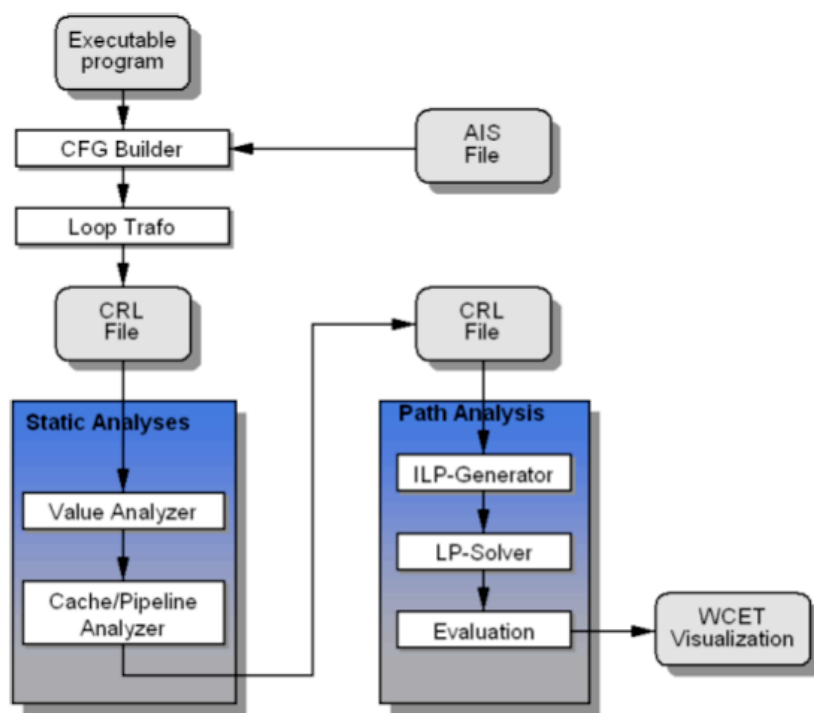 Executable
program
CFG Builder
AIS
File
Loop Trafo
CRL
File
CRL
File
Static Analyses
Value Analyzer
Cache/Pipeline
Analyzer
Path Analysis
ILP-Generator
LP-Solver
Evaluation
WCET
Visualization